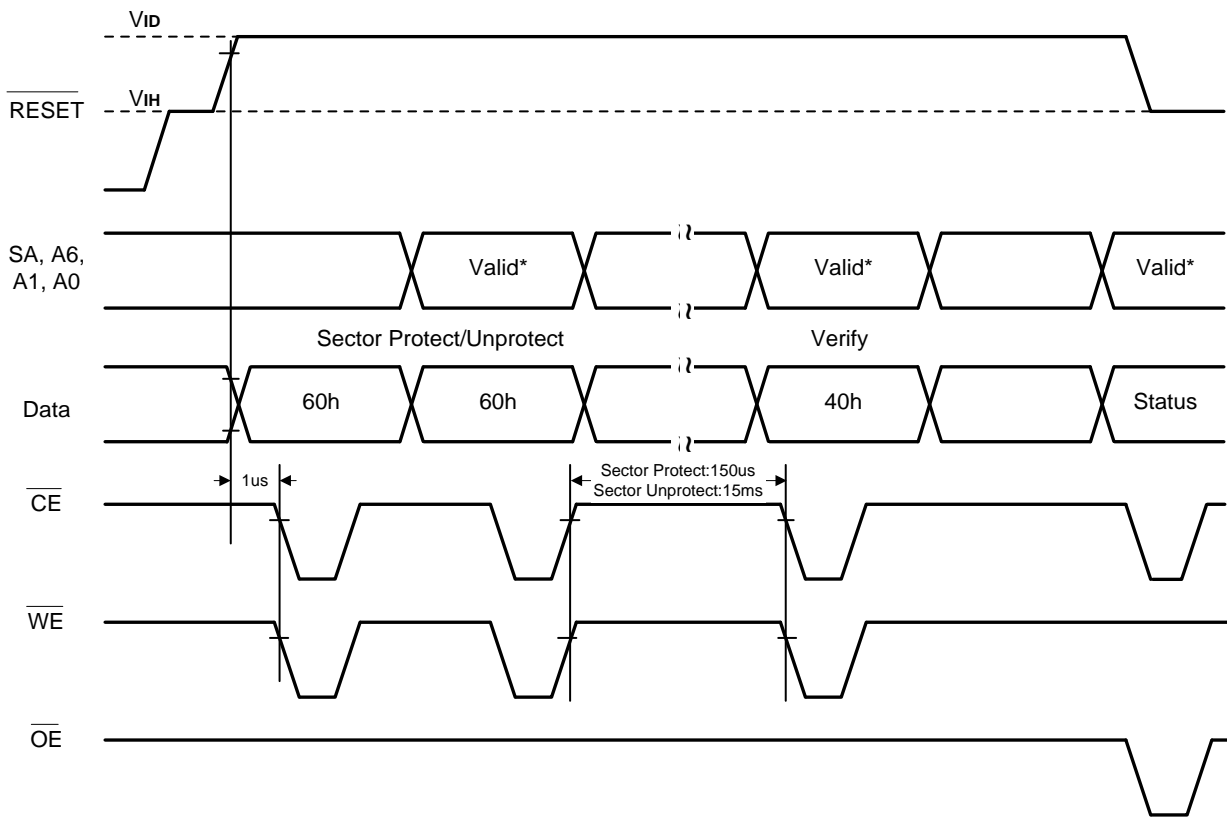 VID
RESET
VIH
SA, A6,
A1, A0
Valid*
Valid*
Valid*
Sector Protect/Unprotect
Verify
Data
60h
60h
40h
Status
1us
Sector Protect:150us
Sector Unprotect:15ms
CE
WE
OE